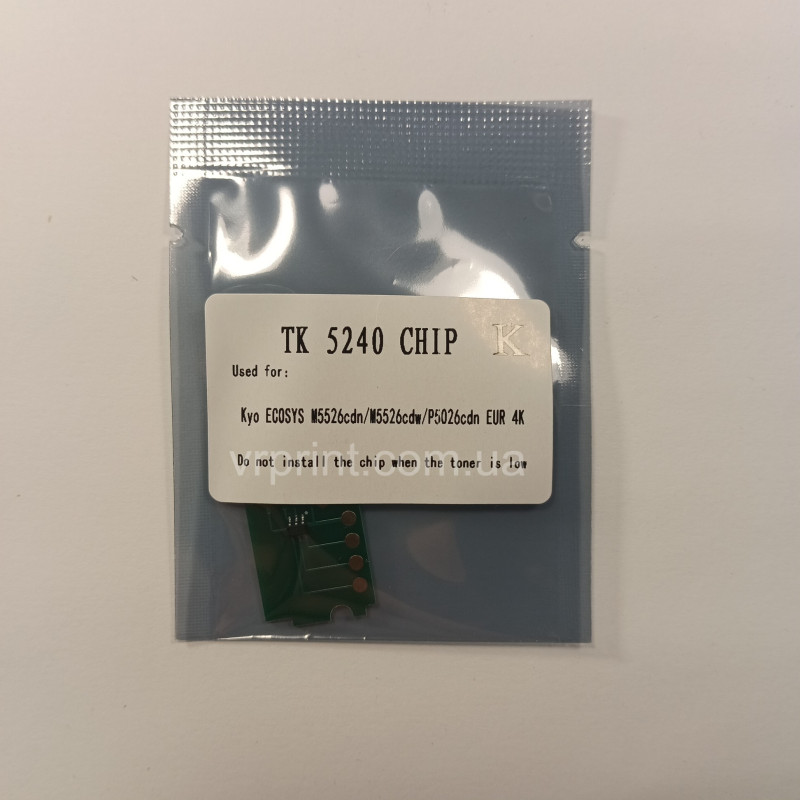 TK 5240 CHIP K
Used for:
Kyo ECOSYS M5526cdn/M5526cdw/P5026cdn EUR 4K
Do not install the chip when the toner is low
vrprint.com.ua